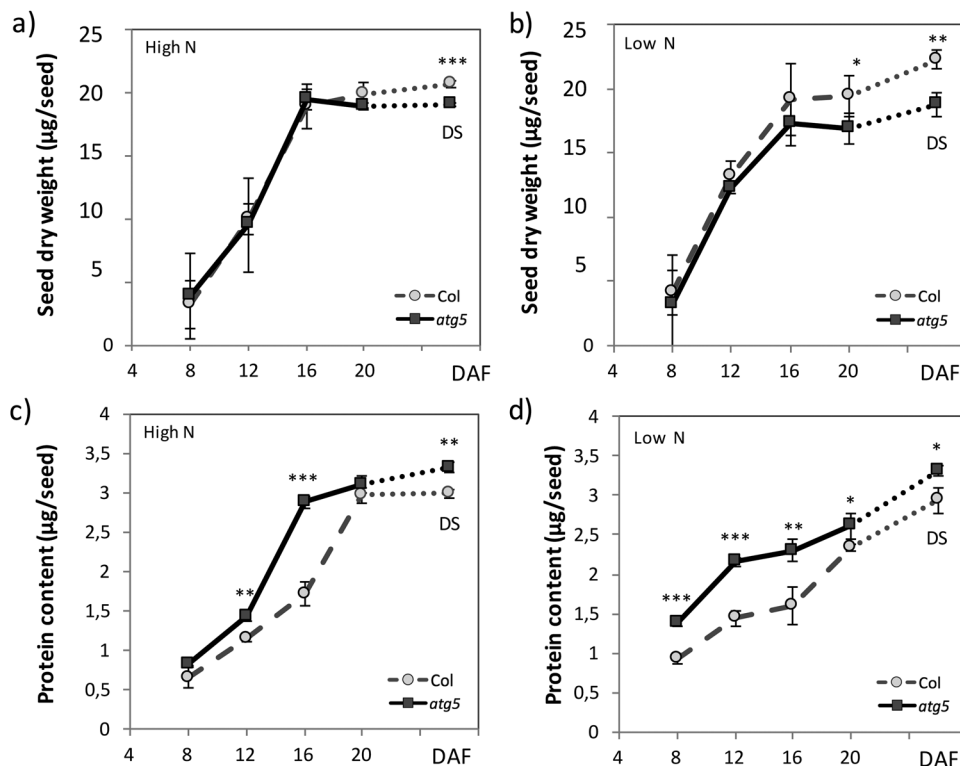 a)
High N
***
25
20
15
10
5
0
Seed dry weight (µg/seed)
DS
Col
atg5
4 8 12 16 20 DAF
b)
Low N
*
**
25
20
15
10
5
0
Seed dry weight (µg/seed)
DS
Col
atg5
4 8 12 16 20 DAF
c)
High N
**
***
**
4
3,5
3
2,5
2
1,5
1
0,5
0
Protein content (µg/seed)
DS
Col
atg5
4 8 12 16 20 DAF
d)
Low N
***
***
**
*
*
4
3,5
3
2,5
2
1,5
1
0,5
0
Protein content (µg/seed)
DS
Col
atg5
4 8 12 16 20 DAF